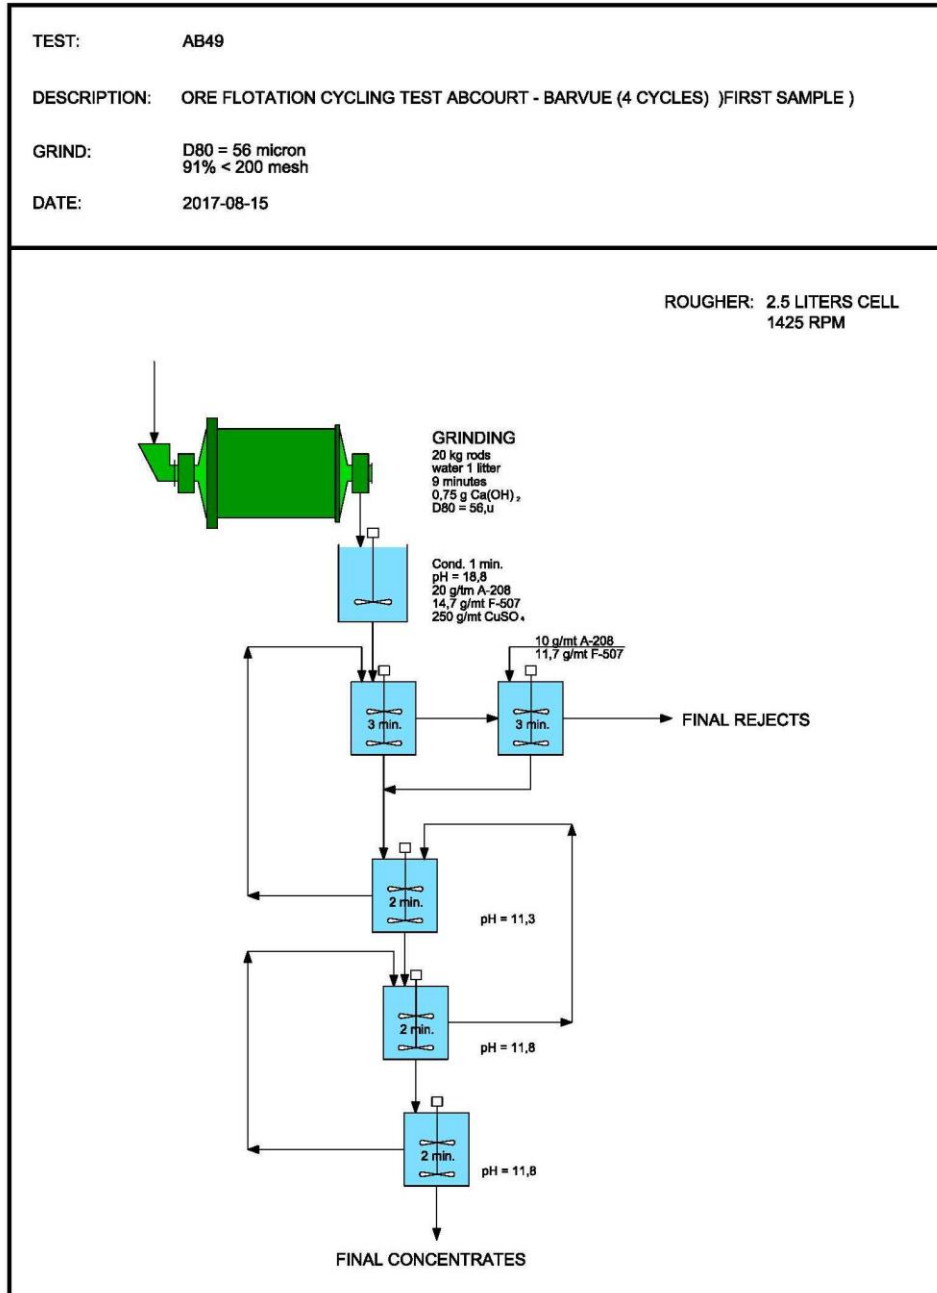 TEST: AB49
DESCRIPTION: ORE FLOTATION CYCLING TEST ABCOURT - BARVUE (4 CYCLES) )FIRST SAMPLE )
GRIND: D80 = 56 micron
91% < 200 mesh
DATE: 2017-08-15
ROUGHER: 2.5 LITERS CELL
1425 RPM
GRINDING
20 kg rods
water 1 litter
9 minutes
0,75 g Ca(OH)₂
D80 = 56,u
Cond. 1 min.
pH = 18,8
20 g/tm A-208
14,7 g/mt F-507
250 g/mt CuSO₄
10 g/mt A-208
11,7 g/mt F-507
3 min.
3 min.
FINAL REJECTS
2 min.
pH = 11,3
2 min.
pH = 11,8
2 min.
pH = 11,8
FINAL CONCENTRATES